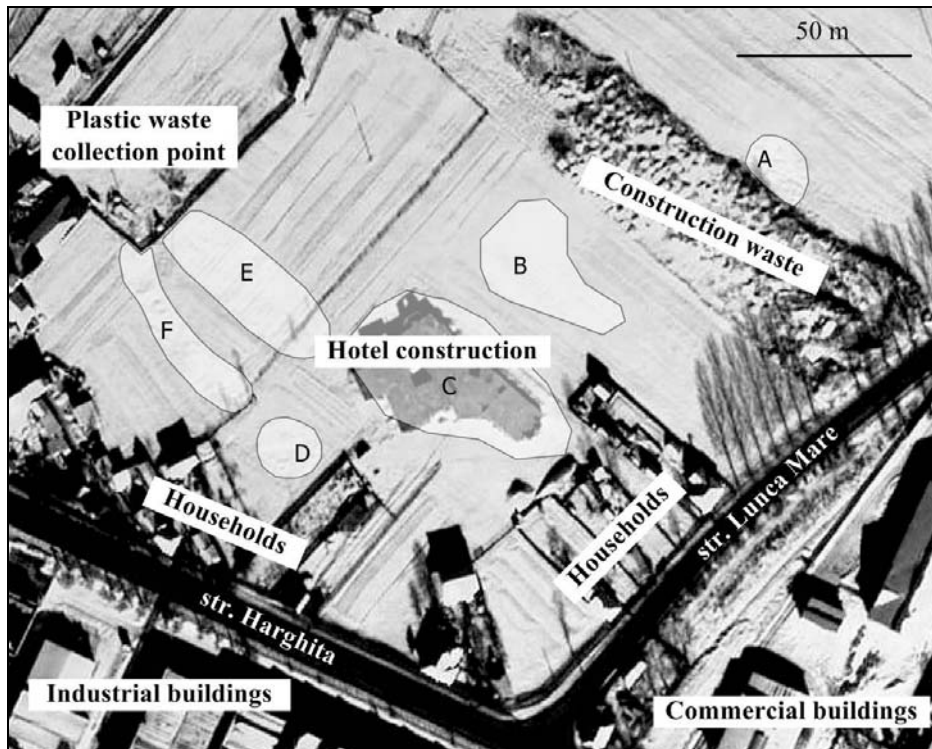 50 m
Plastic waste
collection point
A
Construction waste
B
E
F
Hotel construction
C
D
Households
Households
str. Lunca Mare
str. Harghita
Industrial buildings
Commercial buildings